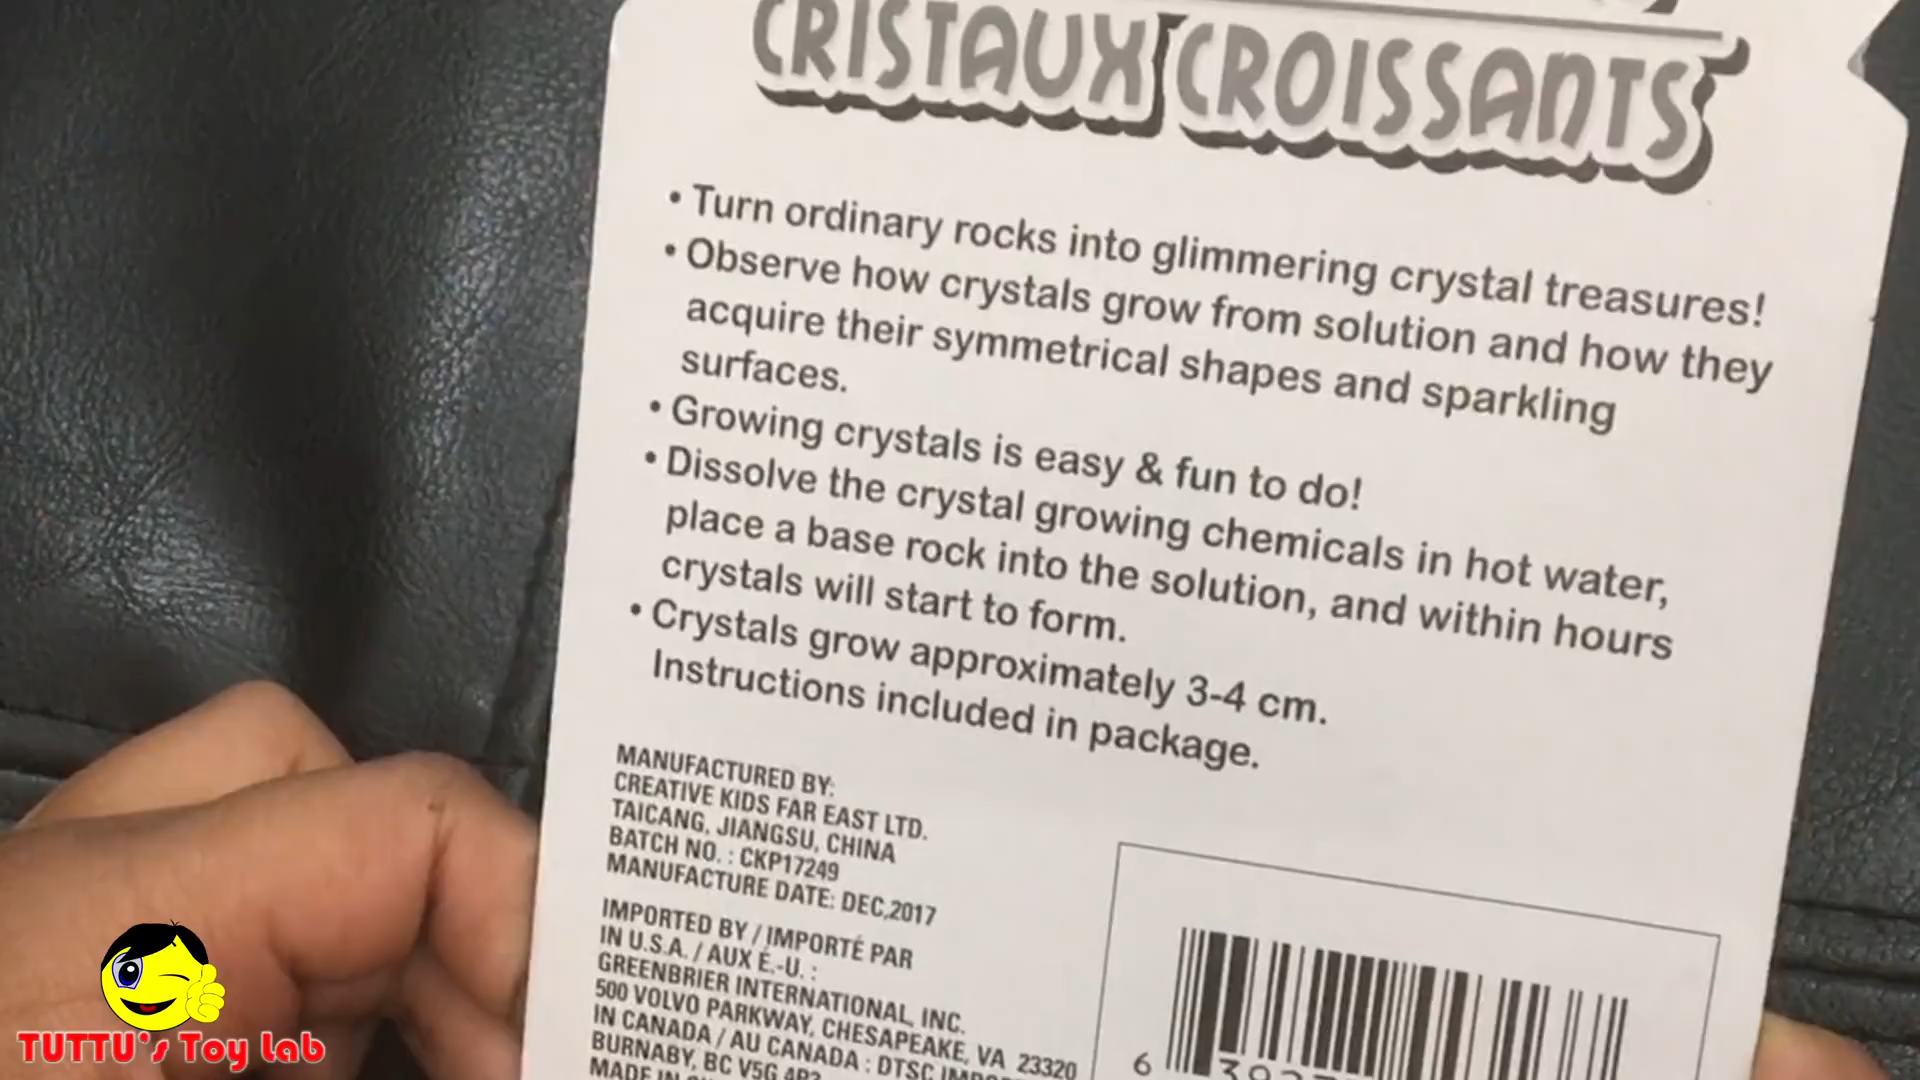 CRISTAUX CROISSANTS
• Turn ordinary rocks into glimmering crystal treasures!
• Observe how crystals grow from solution and how they
acquire their symmetrical shapes and sparkling
surfaces.
• Growing crystals is easy & fun to do!
• Dissolve the crystal growing chemicals in hot water,
place a base rock into the solution, and within hours
crystals will start to form.
• Crystals grow approximately 3-4 cm.
Instructions included in package.
MANUFACTURED BY:
CREATIVE KIDS FAR EAST LTD.
TAICANG, JIANGSU, CHINA
BATCH NO. : CKP17249
MANUFACTURE DATE: DEC,2017
IMPORTED BY / IMPORTÉ PAR
IN U.S.A. / AUX É.-U. :
GREENBRIER INTERNATIONAL, INC.
500 VOLVO PARKWAY, CHESAPEAKE, VA 23320
IN CANADA / AU CANADA : DTSC
BURNABY, BC V5G
MADE IN
6
TUTTU's Toy Lab